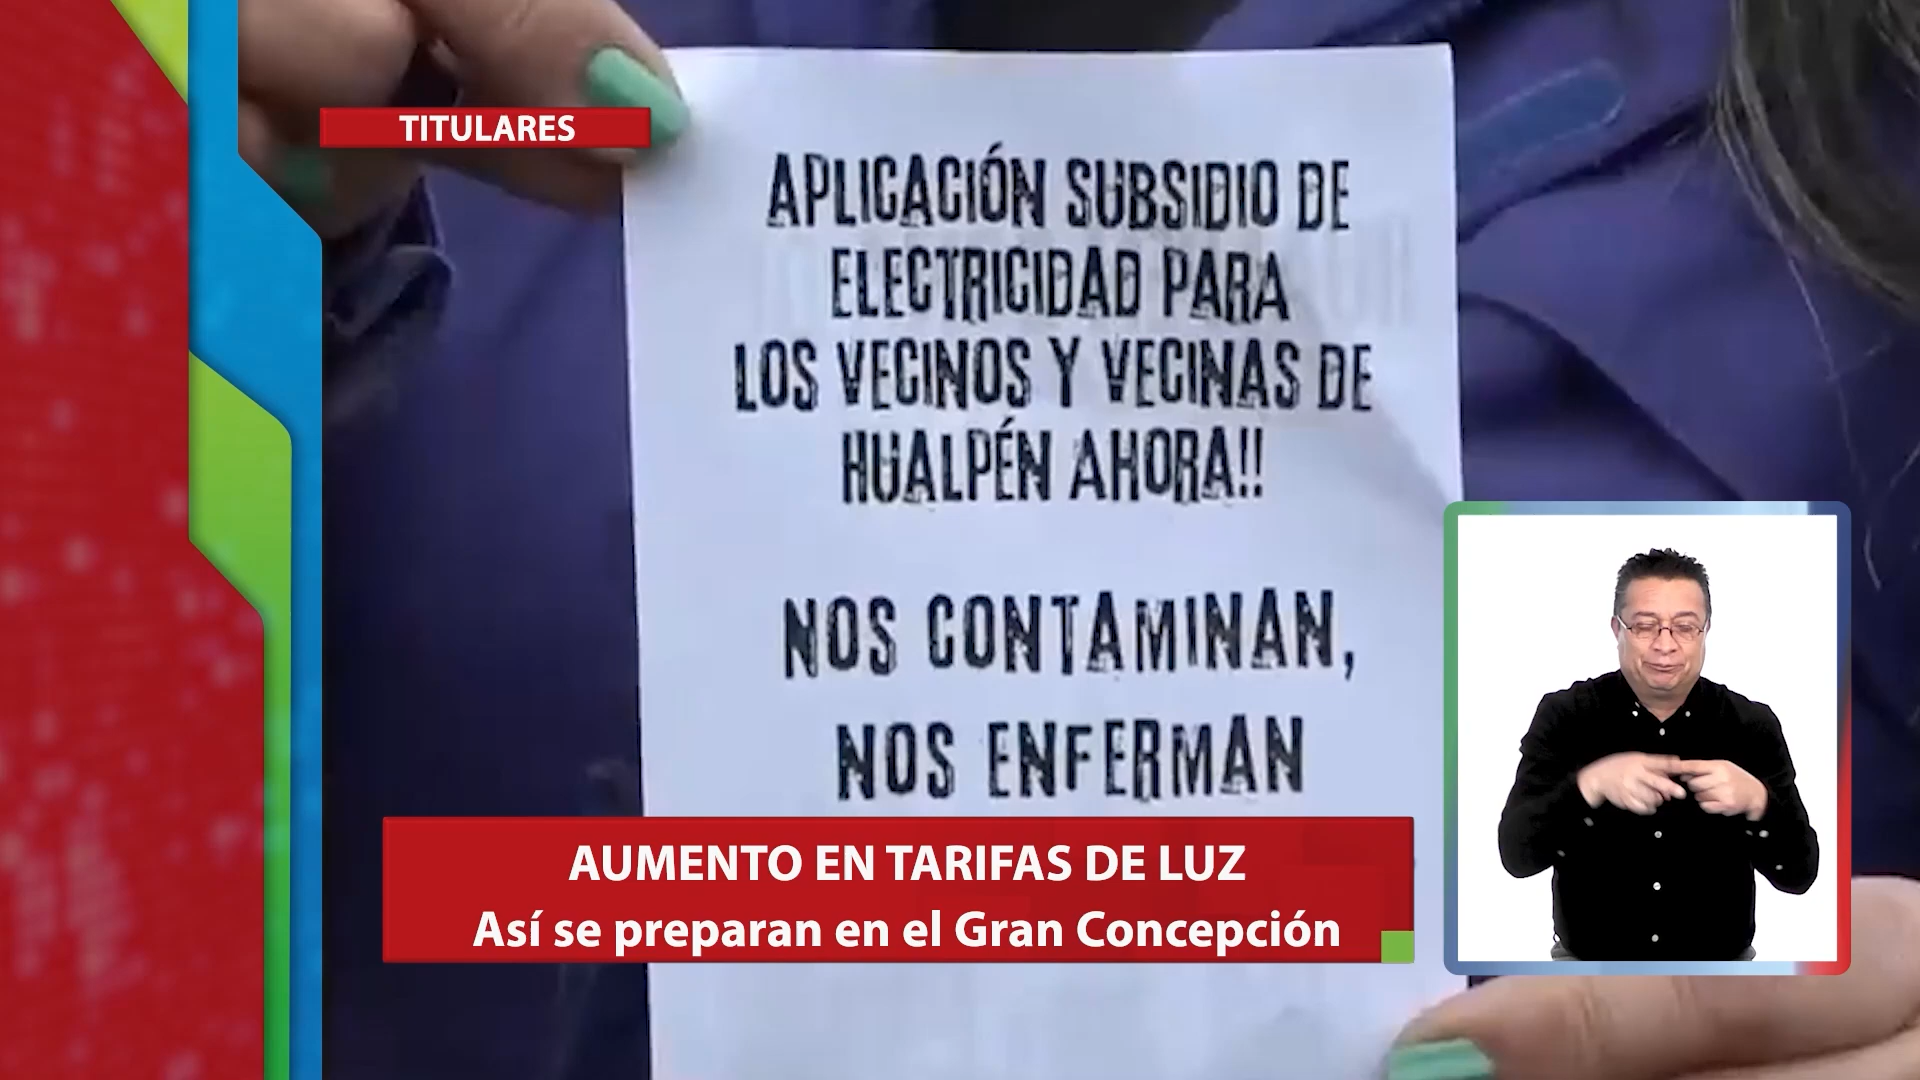 TITULARES
APLICACIÓN SUBSIDIO DE
ELECTRICIDAD PARA
LOS VECINOS Y VECINAS DE
HUALPÉN AHORA!!
NOS CONTAMINAN,
NOS ENFERMAN
AUMENTO EN TARIFAS DE LUZ
Así se preparan en el Gran Concepción